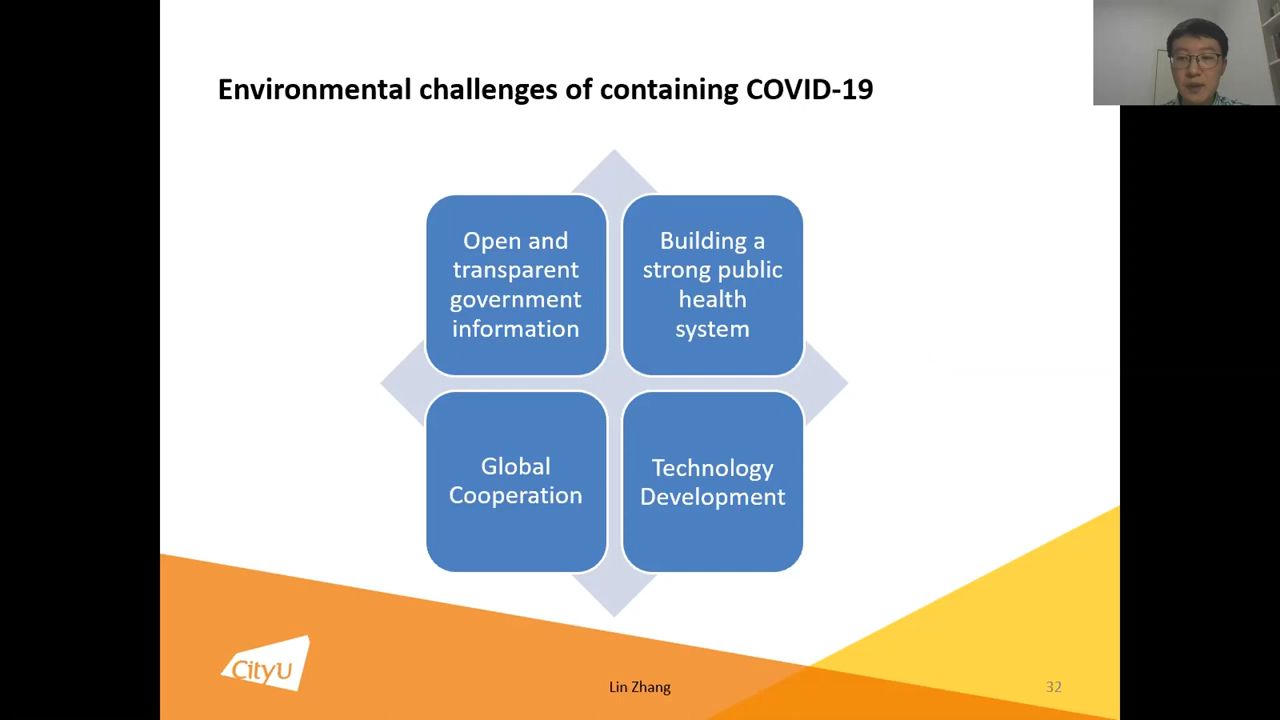 Environmental challenges of containing COVID-19
Open and
transparent
government
information
Building a
strong public
health
system
Global
Cooperation
Technology
Development
CityU
Lin Zhang
32